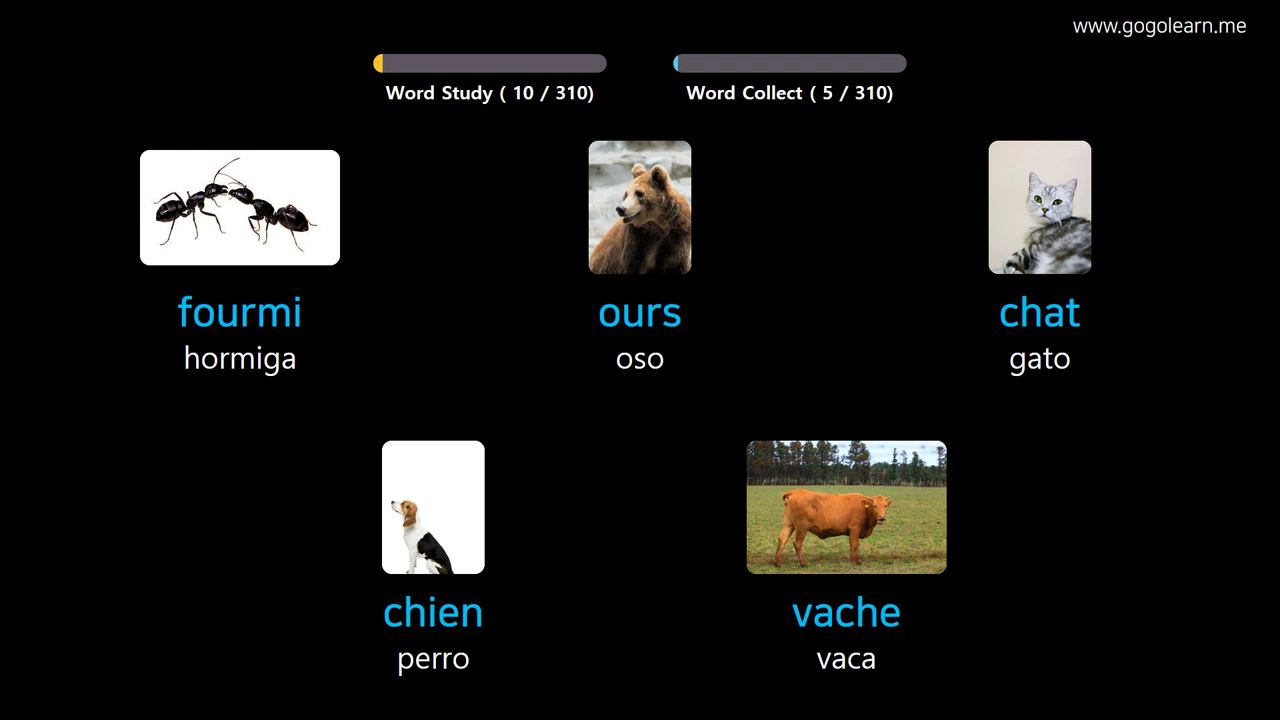 www.gogolearn.me
Word Study ( 10 / 310)
Word Collect ( 5 / 310)
fourmi
hormiga
ours
oso
chat
gato
chien
perro
vache
vaca